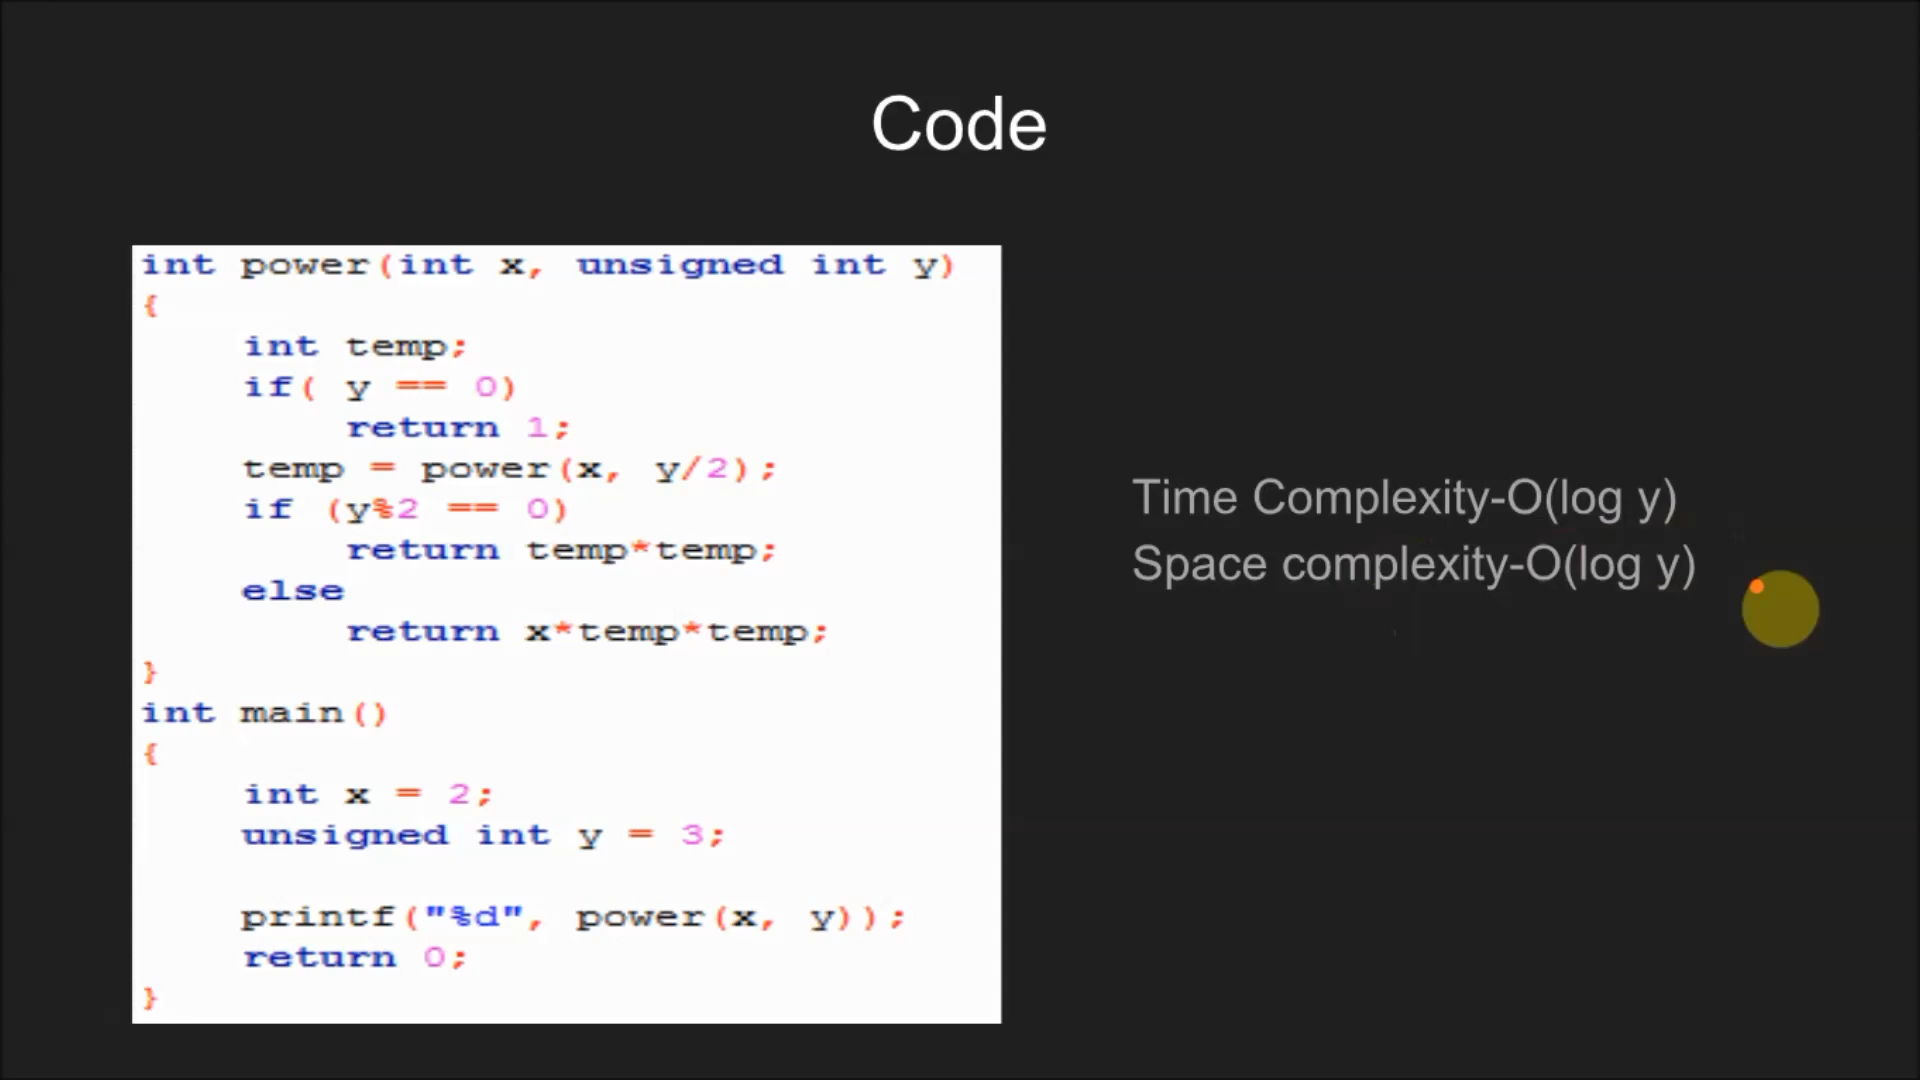 Code
int power(int x, unsigned int y)
{
int temp;
if( y == 0)
return 1;
temp = power(x, y/2);
if (y%2 == 0)
return temp*temp;
else
return x*temp*temp;
}
int main()
{
int x = 2;
unsigned int y = 3;
printf("%d", power(x, y));
return 0;
}
Time Complexity-O(log y)
Space complexity-O(log y)